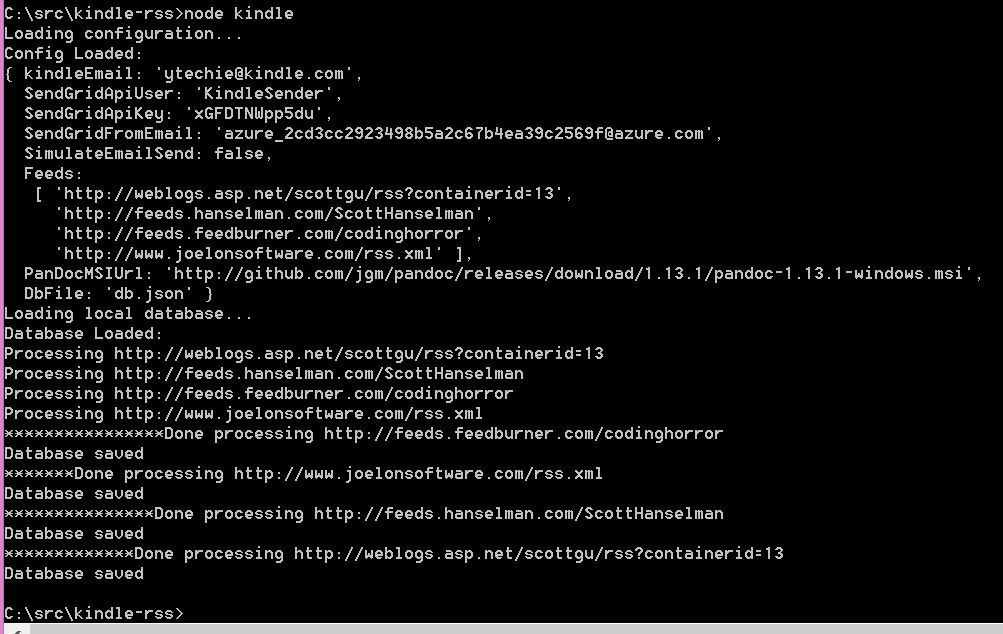 C:\src\kindle-rss>node kindle
Loading configuration...
Config Loaded:
{ kindleEmail: 'ytechie@kindle.com',
  SendGridApiUser: 'KindleSender',
  SendGridApiKey: 'xGFDTNWpp5du',
  SendGridFromEmail: 'azure_2cd3cc2923498b5a2c67b4ea39c2569f@azure.com',
  SimulateEmailSend: false,
  Feeds:
   [ 'http://weblogs.asp.net/scottgu/rss?containerid=13',
     'http://feeds.hanselman.com/ScottHanselman',
     'http://feeds.feedburner.com/codinghorror',
     'http://www.joelonsoftware.com/rss.xml' ],
  PanDocMSIUrl: 'http://github.com/jgm/pandoc/releases/download/1.13.1/pandoc-1.13.1-windows.msi',
  DbFile: 'db.json' }
Loading local database...
Database Loaded:
Processing http://weblogs.asp.net/scottgu/rss?containerid=13
Processing http://feeds.hanselman.com/ScottHanselman
Processing http://feeds.feedburner.com/codinghorror
Processing http://www.joelonsoftware.com/rss.xml
****************Done processing http://feeds.feedburner.com/codinghorror
Database saved
*******Done processing http://www.joelonsoftware.com/rss.xml
Database saved
***************Done processing http://feeds.hanselman.com/ScottHanselman
Database saved
*************Done processing http://weblogs.asp.net/scottgu/rss?containerid=13
Database saved
C:\src\kindle-rss>